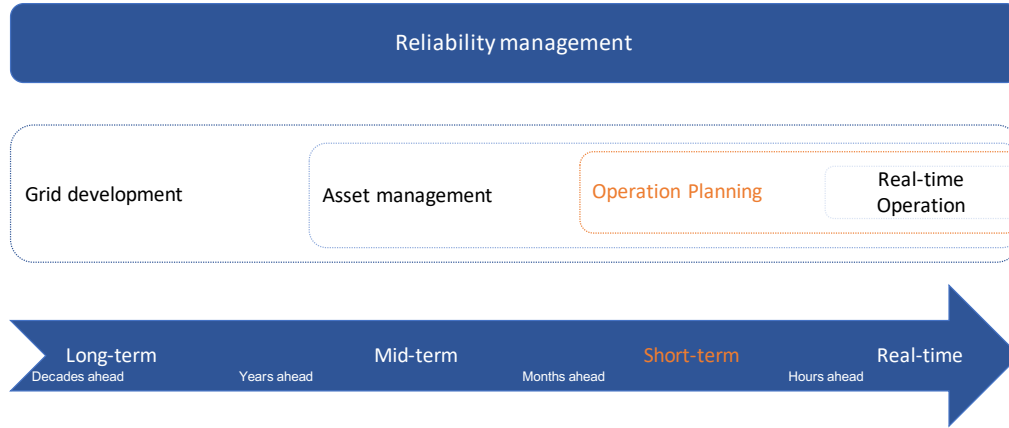 Reliability management
Grid development
Asset management
Operation Planning
Real-time
Operation
Long-term
Mid-term
Short-term
Real-time
Decades ahead
Years ahead
Months ahead
Hours ahead